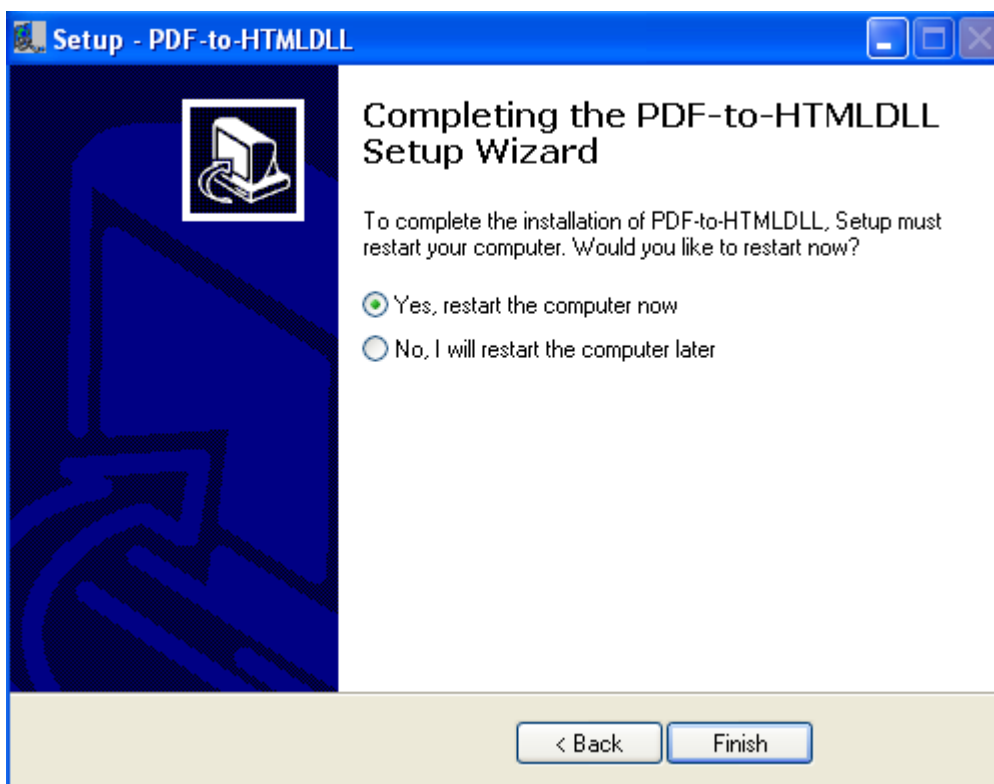 Setup - PDF-to-HTMLDLL
Completing the PDF-to-HTMLDLL
Setup Wizard
To complete the installation of PDF-to-HTMLDLL, Setup must
restart your computer. Would you like to restart now?
Yes, restart the computer now
No, I will restart the computer later
< Back
Finish